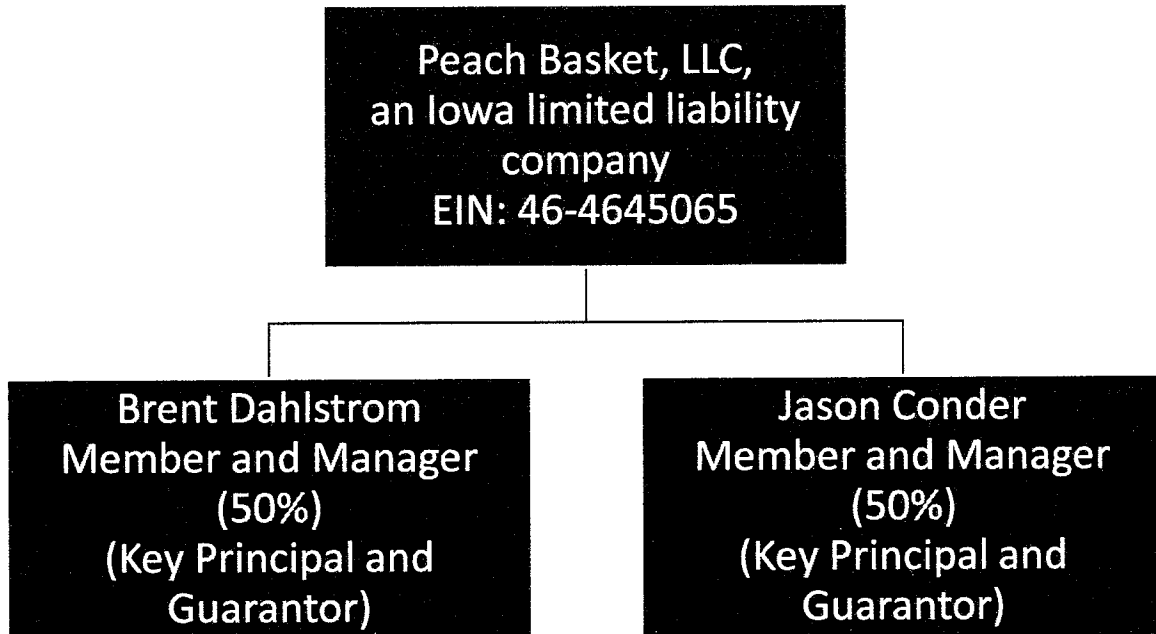 Peach Basket, LLC,
an Iowa limited liability
company
EIN: 46-4645065
Brent Dahlstrom
Member and Manager
(50%)
(Key Principal and
Guarantor)
Jason Conder
Member and Manager
(50%)
(Key Principal and
Guarantor)